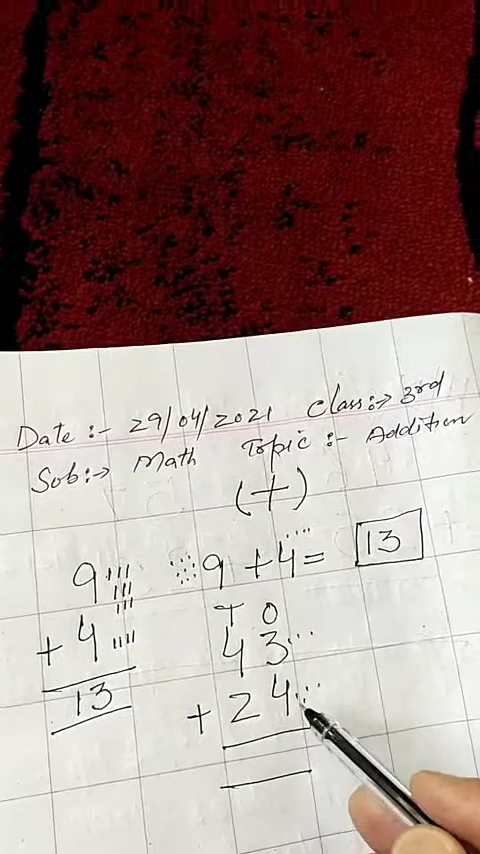 Date :- 29/04/2021 Class :-> 3rd
Sub :-> Math Topic :- Addition
(+)
9 + 4 = 13
9
+ 4
13
T O
4 3
+ 2 4